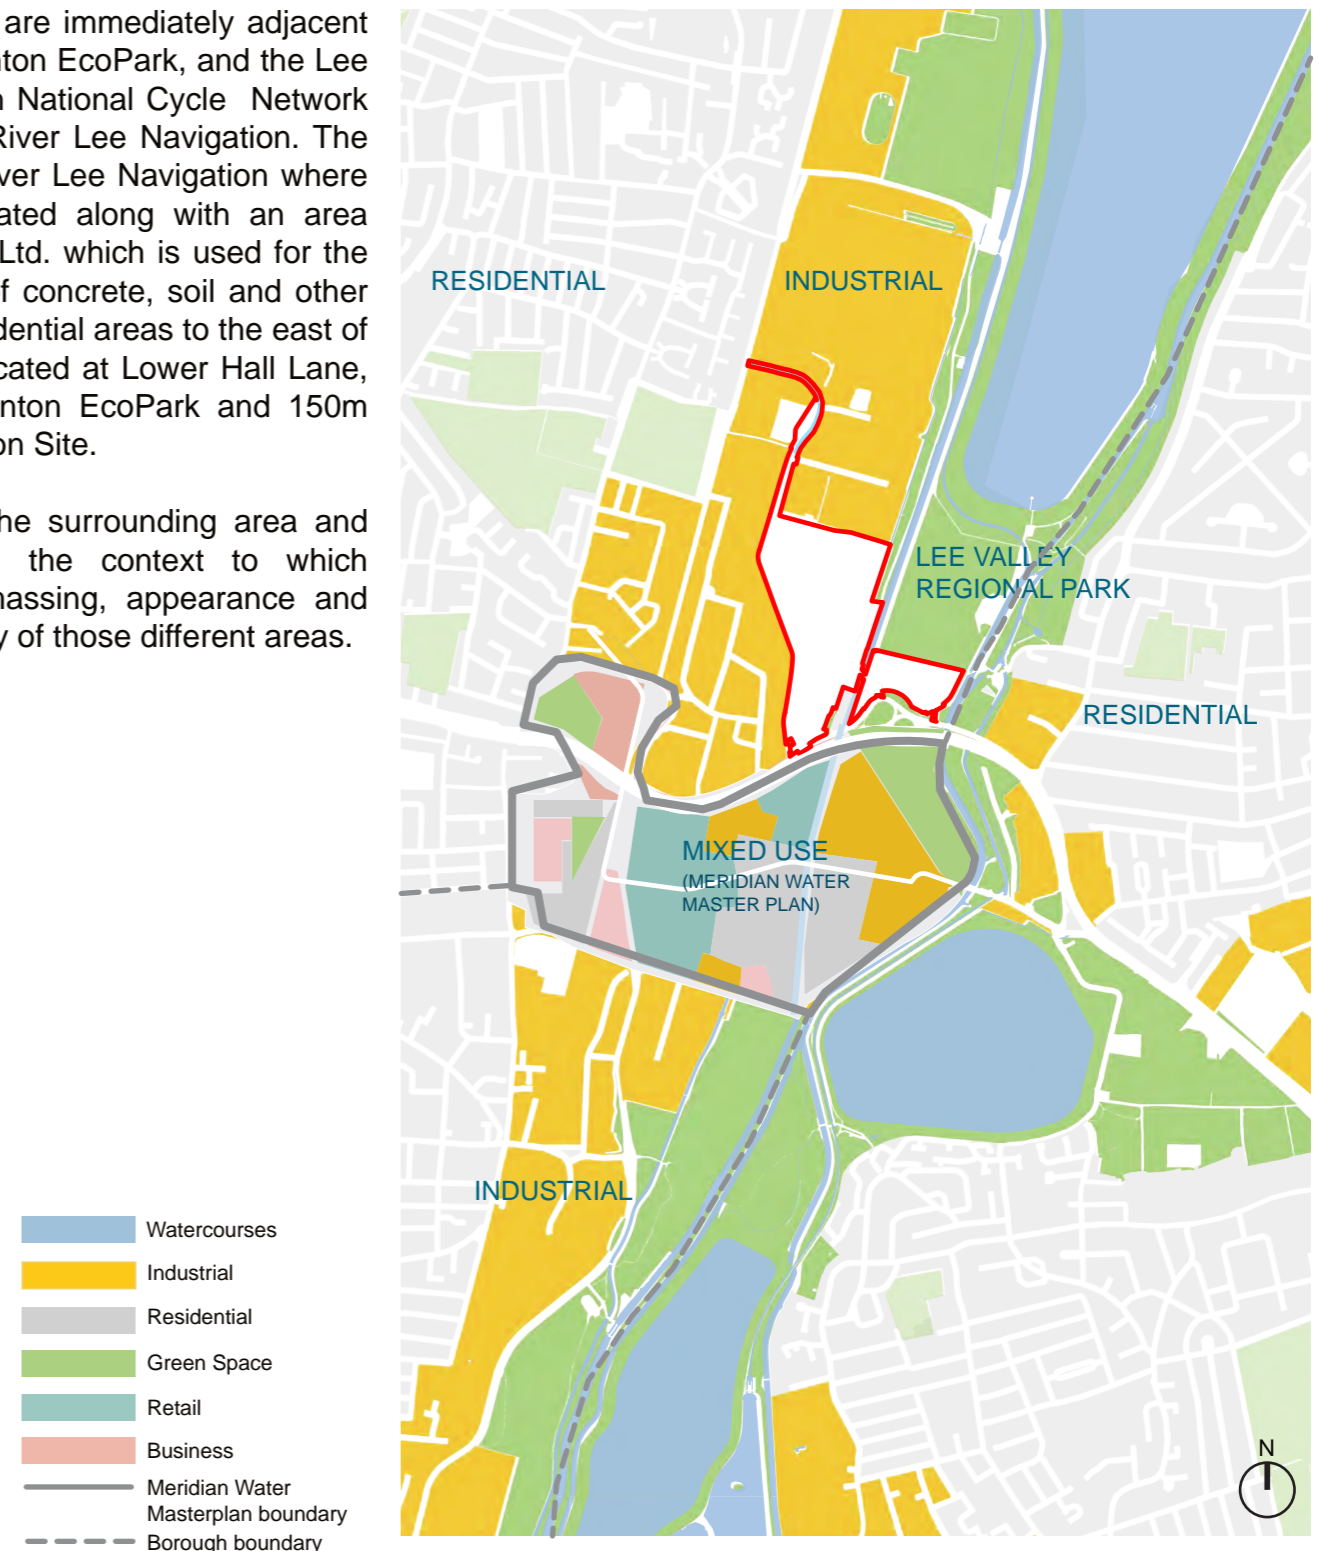 are immediately adjacent
nton EcoPark, and the Lee
n National Cycle Network
River Lee Navigation. The
ver Lee Navigation where
ated along with an area
Ltd. which is used for the
of concrete, soil and other
dential areas to the east of
cated at Lower Hall Lane,
nton EcoPark and 150m
on Site.
he surrounding area and
the context to which
massing, appearance and
y of those different areas.
RESIDENTIAL
INDUSTRIAL
LEE VALLEY
REGIONAL PARK
RESIDENTIAL
MIXED USE
(MERIDIAN WATER
MASTER PLAN)
INDUSTRIAL
Watercourses
Industrial
Residential
Green Space
Retail
Business
Meridian Water
Masterplan boundary
Borough boundary
N